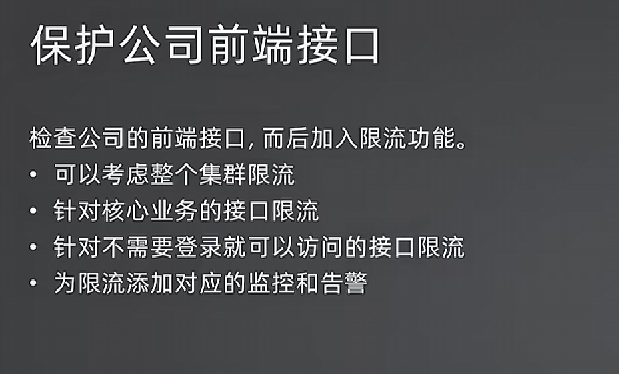 保护公司前端接口
检查公司的前端接口，而后加入限流功能。
• 可以考虑整个集群限流
• 针对核心业务的接口限流
• 针对不需要登录就可以访问的接口限流
• 为限流添加对应的监控和告警